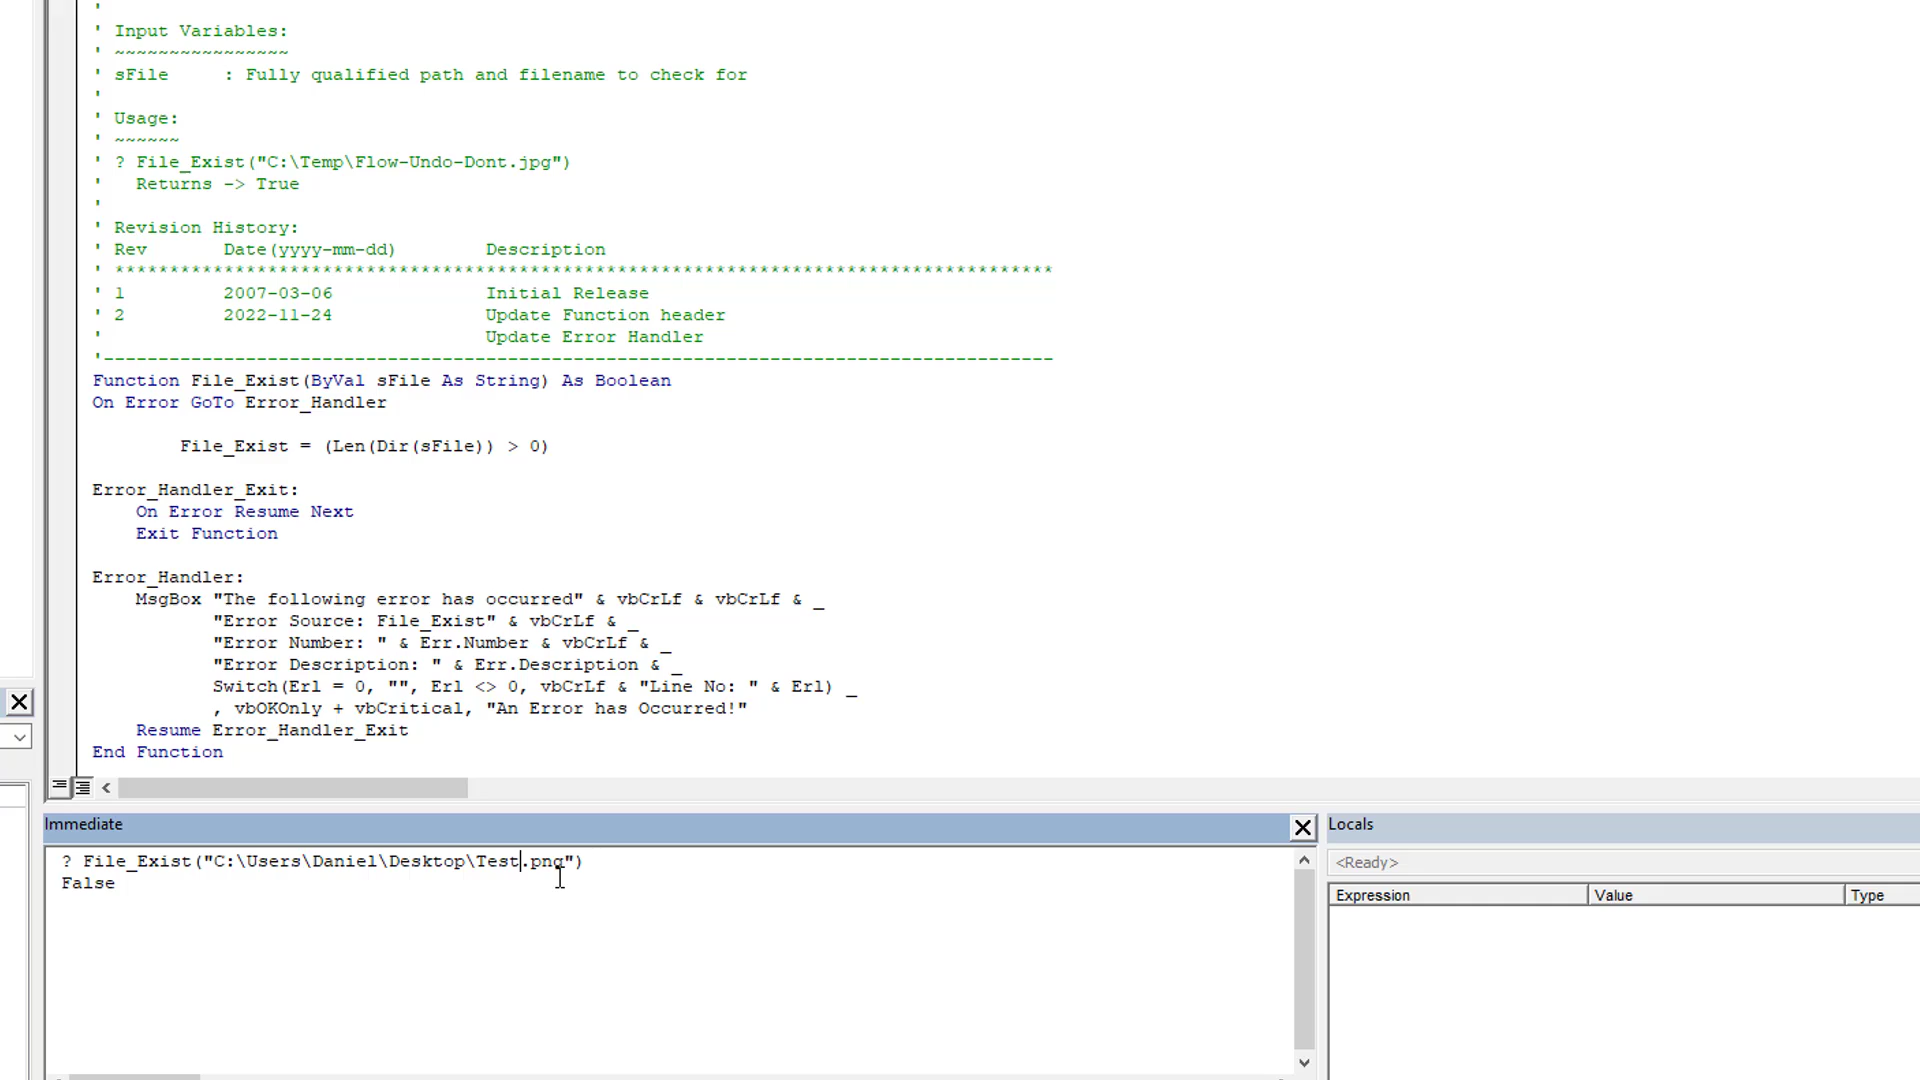 '
' Input Variables:
' ~~~~~~~~~~~~~~~~
' sFile     : Fully qualified path and filename to check for
'
' Usage:
' ~~~~~~
' ? File_Exist("C:\Temp\Flow-Undo-Dont.jpg")
'   Returns -> True
'
' Revision History:
' Rev       Date(yyyy-mm-dd)        Description
' **************************************************************************************
' 1         2007-03-06              Initial Release
' 2         2022-11-24              Update Function header
'                                   Update Error Handler
'---------------------------------------------------------------------------------------
Function File_Exist(ByVal sFile As String) As Boolean
On Error GoTo Error_Handler
        File_Exist = (Len(Dir(sFile)) > 0)
Error_Handler_Exit:
    On Error Resume Next
    Exit Function
Error_Handler:
    MsgBox "The following error has occurred" & vbCrLf & vbCrLf & _
           "Error Source: File_Exist" & vbCrLf & _
           "Error Number: " & Err.Number & vbCrLf & _
           "Error Description: " & Err.Description & _
           Switch(Erl = 0, "", Erl <> 0, vbCrLf & "Line No: " & Erl) _
           , vbOKOnly + vbCritical, "An Error has Occurred!"
    Resume Error_Handler_Exit
End Function
Immediate
? File_Exist("C:\Users\Daniel\Desktop\Test.png")
False
Locals
<Ready>
Expression Value Type